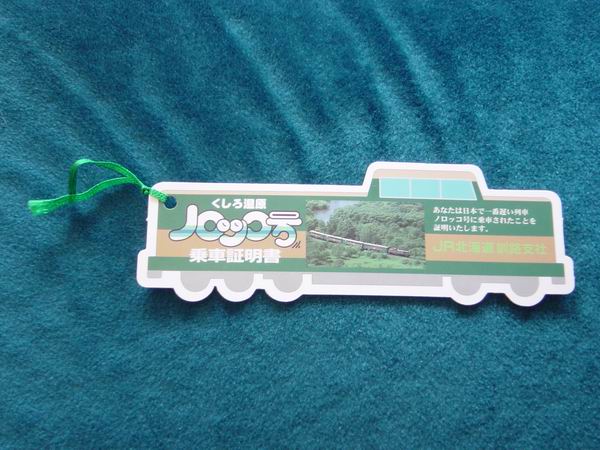 くしろ湿原
ノロッコ号
乗車証明書
あなたは日本で一番遅い列車
ノロッコ号に乗車されたことを
証明いたします。
JR北海道 釧路支社